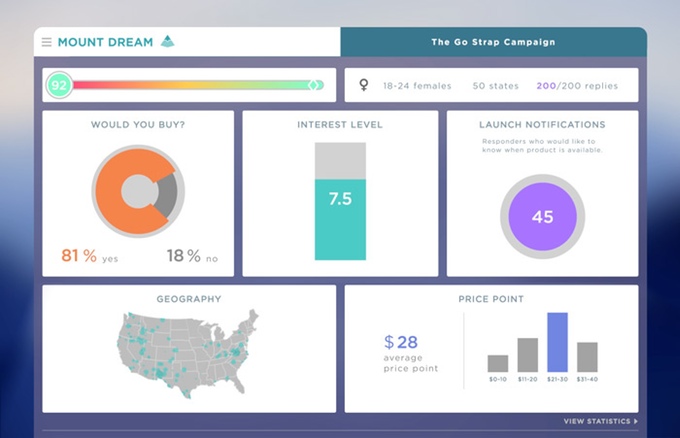 MOUNT DREAM
The Go Strap Campaign
92
18-24 females 50 states 200/200 replies
WOULD YOU BUY?
81% yes 18% no
INTEREST LEVEL
7.5
LAUNCH NOTIFICATIONS
Responders who would like to
know when product is available.
45
GEOGRAPHY
PRICE POINT
$28
average
price point
$0-10 $11-20 $21-30 $31-40
VIEW STATISTICS